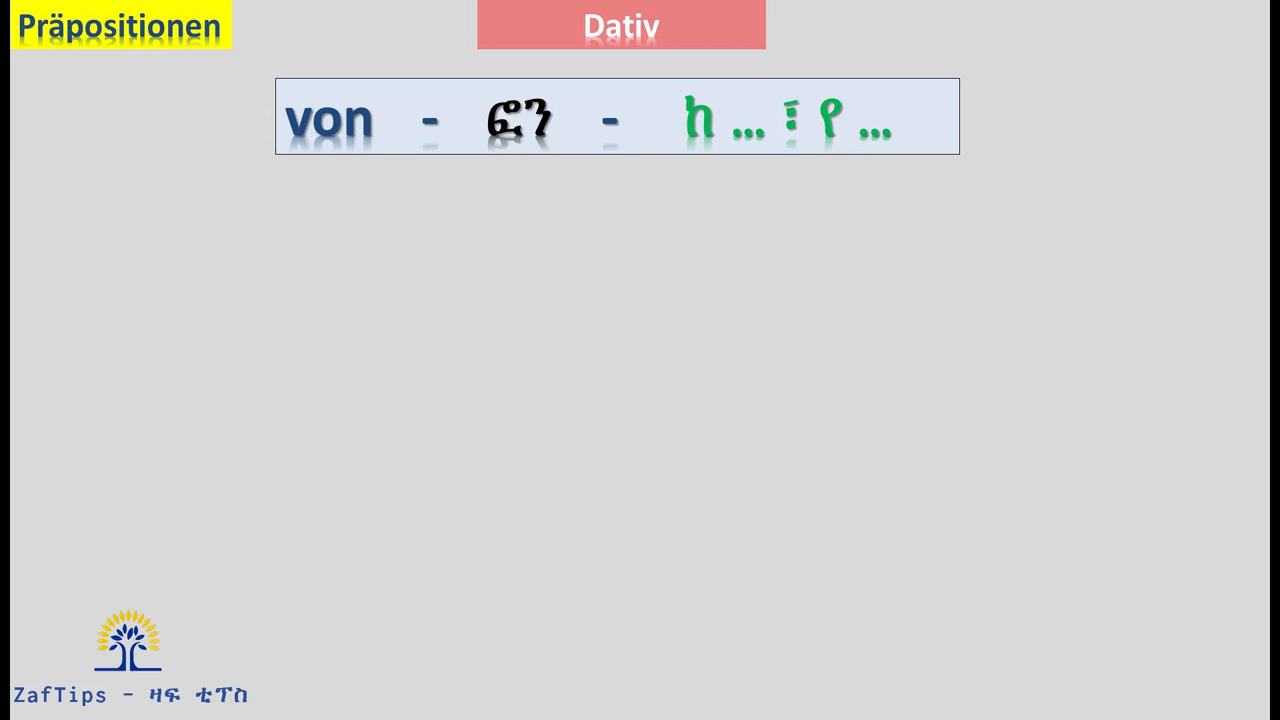 Präpositionen
Dativ
von - ፎን - ከ ... ፣ የ ...
ZafTips - ዛፍ ቲፕስ